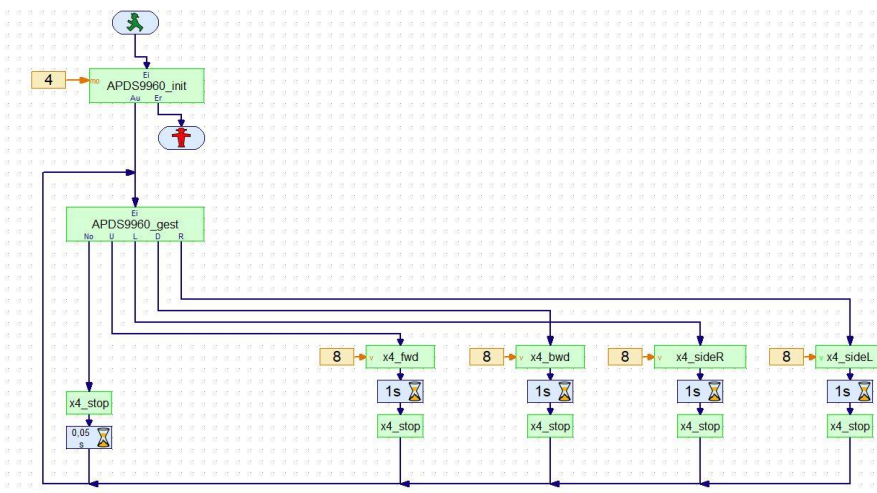 Ei
4
mo
APDS9960_init
Au Er
Ei
APDS9960_gest
No U L D R
8 v x4_fwd
8 v x4_bwd
8 v x4_sideR
8 v x4_sideL
1s
1s
1s
1s
x4_stop
x4_stop
x4_stop
x4_stop
x4_stop
0,05
s